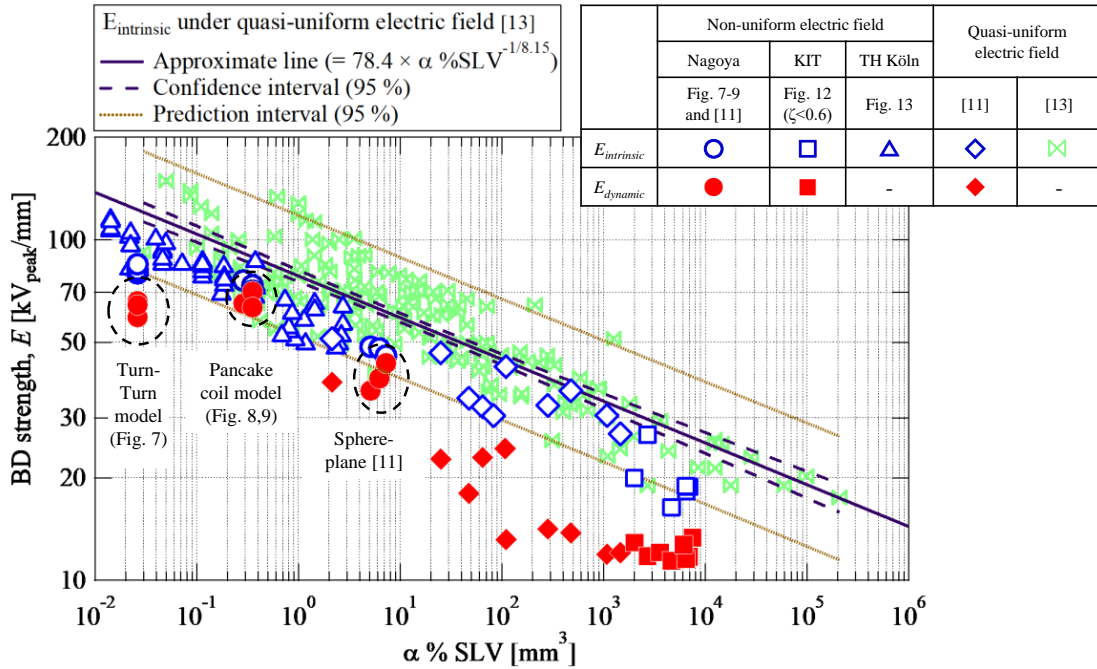 E_intrinsic under quasi-uniform electric field [13]
Approximate line (= 78.4 × α %SLV^-1/8.15)
Confidence interval (95 %)
Prediction interval (95 %)
Non-uniform electric field
Quasi-uniform
electric field
Nagoya
KIT
TH Köln
Fig. 7-9
and [11]
Fig. 12
(ζ<0.6)
Fig. 13
[11]
[13]
E_intrinsic
E_dynamic
-
-
200
100
70
50
30
20
10
BD strength, E [kV_peak/mm]
Turn-
Turn
model
(Fig. 7)
Pancake
coil model
(Fig. 8,9)
Sphere-
plane [11]
10^-2
10^-1
10^0
10^1
10^2
10^3
10^4
10^5
10^6
α % SLV [mm^3]